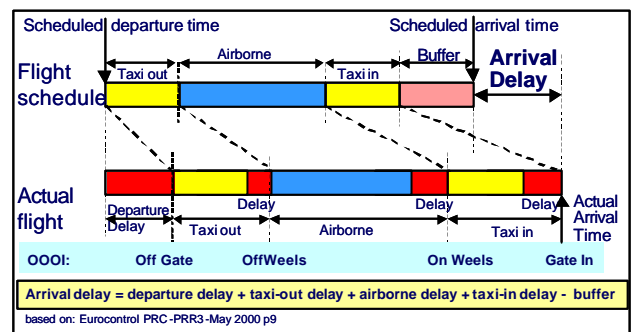 Scheduled departure time
Scheduled arrival time
Airborne
Buffer
Arrival
Delay
Flight
schedule
Taxi out
Taxi in
Actual
flight
Delay
Delay
Delay
Departure
Delay
Taxi out
Airborne
Taxi in
Actual
Arrival
Time
OOOI:
Off Gate
OffWeels
On Weels
Gate In
Arrival delay = departure delay + taxi-out delay + airborne delay + taxi-in delay - buffer
based on: Eurocontrol PRC -PRR3-May 2000 p9